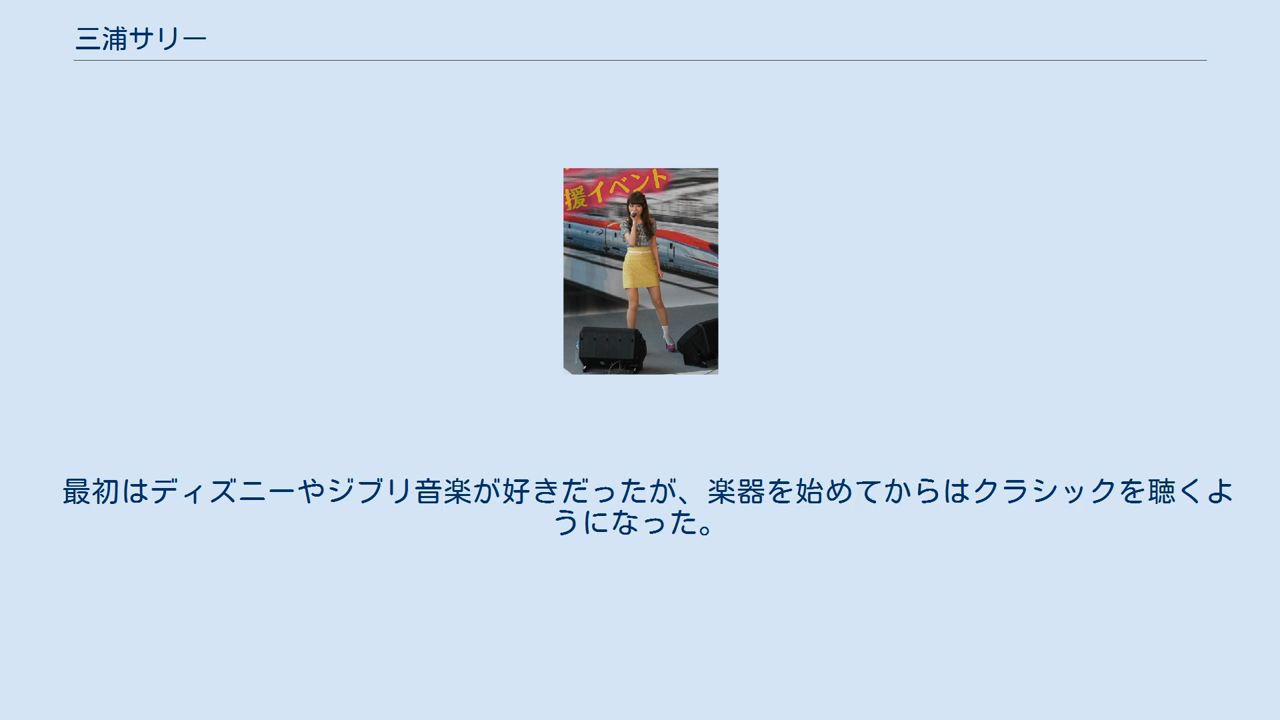 三浦サリー
援イベント
最初はディズニーやジブリ音楽が好きだったが、楽器を始めてからはクラシックを聴くよ
うになった。